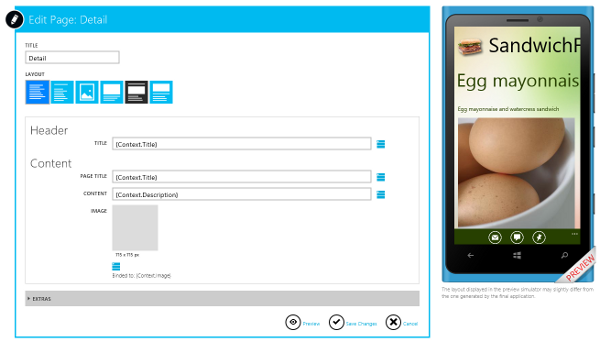 Edit Page: Detail
TITLE
Detail
LAYOUT
Header
TITLE
{Context.Title}
Content
PAGE TITLE
{Context.Title}
CONTENT
{Context.Description}
IMAGE
115 x 115 px
Binded to: {Context.Image}
EXTRAS
Preview
Save Changes
Cancel
SandwichF
Egg mayonnais
Egg mayonnaise and watercress sandwich
PREVIEW
The layout displayed in the preview simulator may slightly differ from
the one generated by the final application.